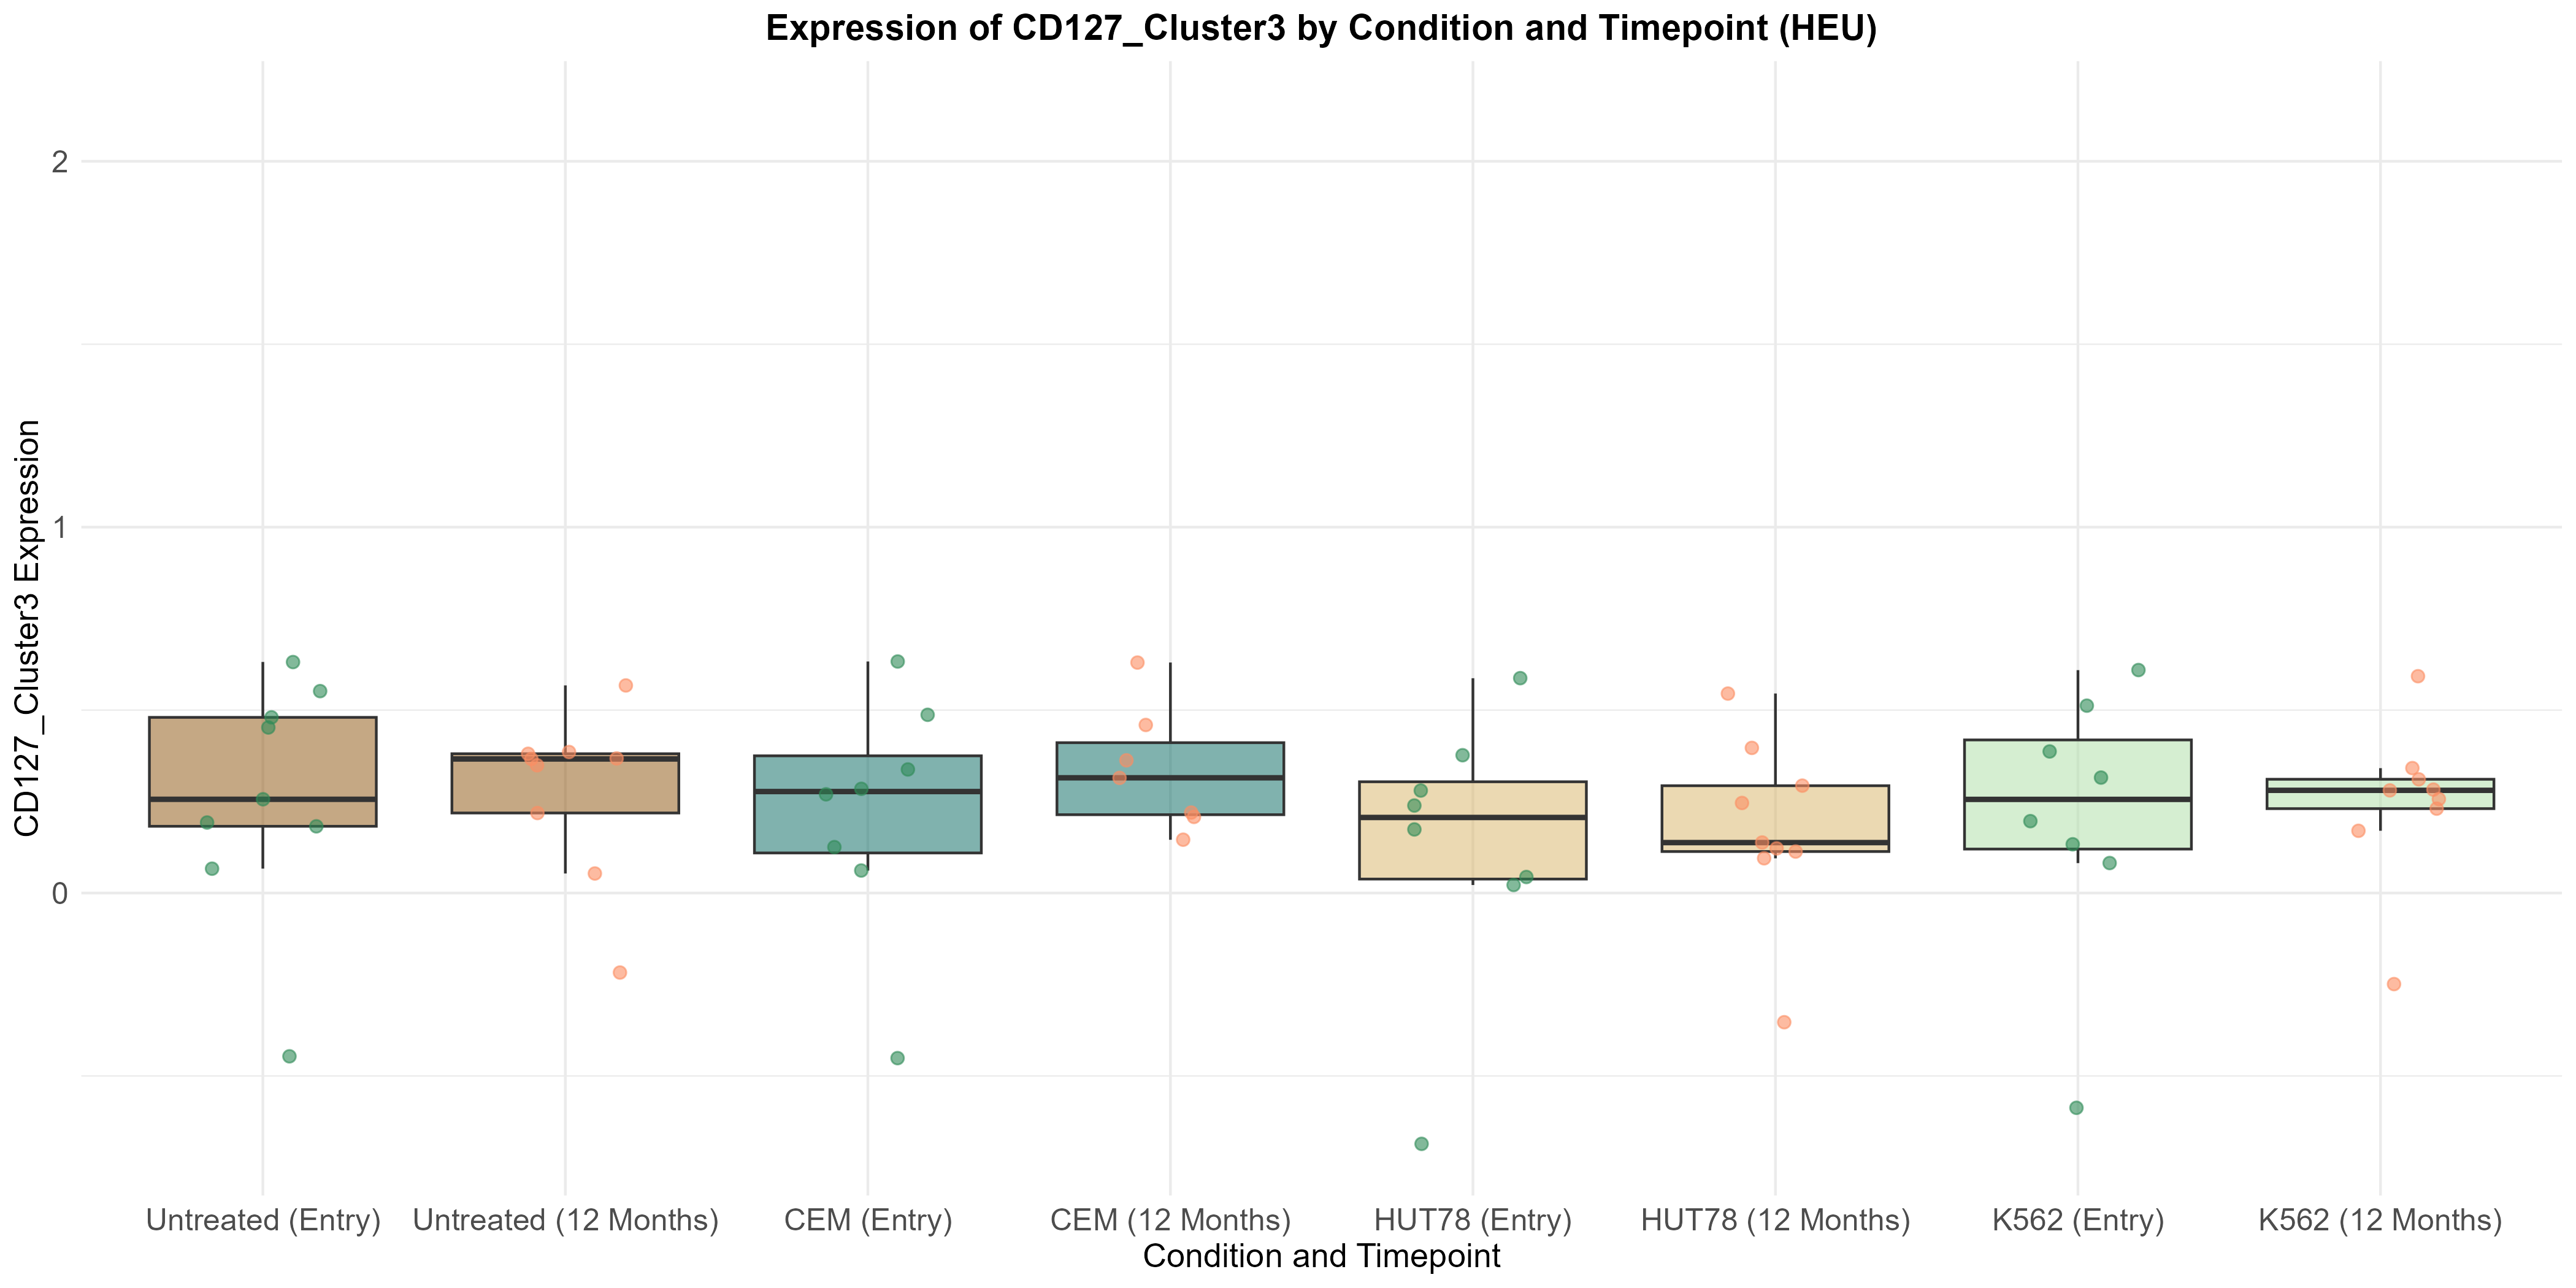 Expression of CD127_Cluster3 by Condition and Timepoint (HEU)
CD127_Cluster3 Expression
2
1
0
Untreated (Entry)
Untreated (12 Months)
CEM (Entry)
CEM (12 Months)
HUT78 (Entry)
HUT78 (12 Months)
K562 (Entry)
K562 (12 Months)
Condition and Timepoint